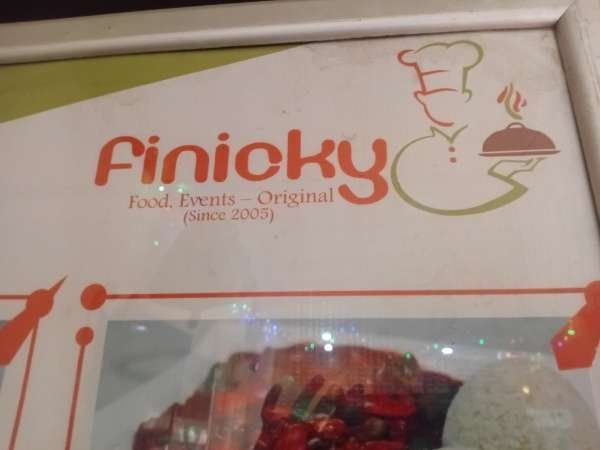 Finicky
Food, Events – Original
(Since 2005)